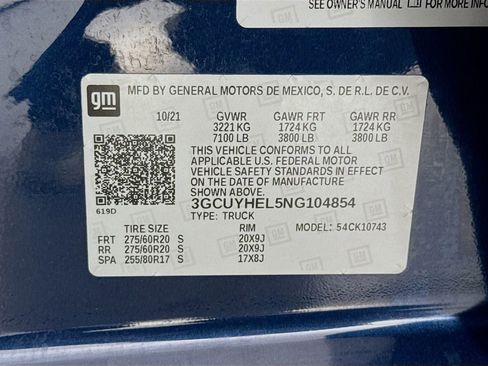 SEE OWNER'S MANUAL FOR MORE INFO
gm
MFD BY GENERAL MOTORS DE MEXICO, S. DE R.L. DE C.V.
10/21 GVWR GAWR FRT GAWR RR
3221 KG 1724 KG 1724 KG
7100 LB 3800 LB 3800 LB
THIS VEHICLE CONFORMS TO ALL
APPLICABLE U.S. FEDERAL MOTOR
VEHICLE SAFETY STANDARDS IN EFFECT
ON THE DATE OF MANUFACTURE SHOWN ABOVE.
3GCUYHEL5NG104854
619D
TYPE: TRUCK
TIRE SIZE RIM MODEL: 54CK10743
FRT 275/60R20 S 20X9J
RR 275/60R20 S 20X9J
SPA 255/80R17 S 17X8J